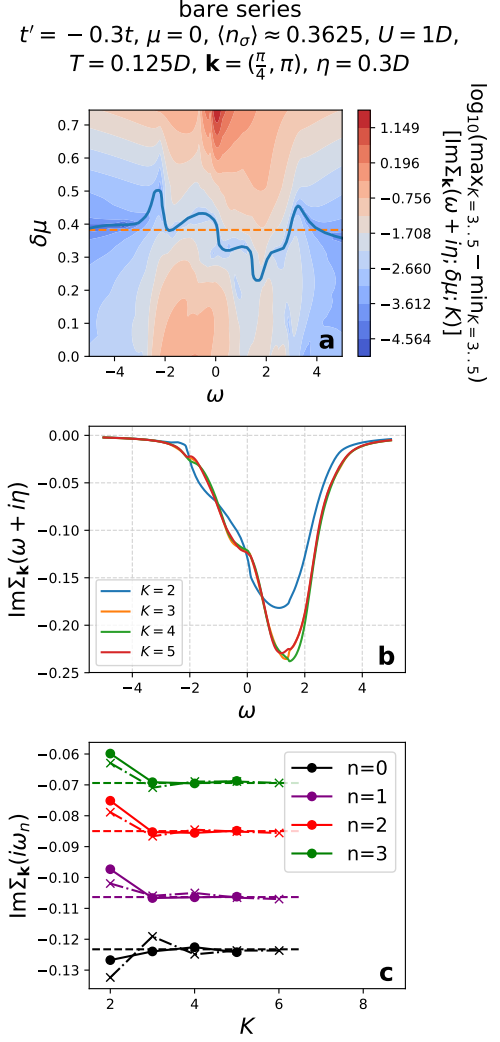 bare series
t′ = − 0.3t, μ = 0, ⟨n_σ⟩ ≈ 0.3625, U = 1D,
T = 0.125D, k = (π/4, π), η = 0.3D
0.7
0.6
0.5
0.4
0.3
0.2
0.1
0.0
δμ
−4
−2
0
2
4
ω
a
1.149
0.196
−0.756
−1.708
−2.660
−3.612
−4.564
log₁₀(max_{K=3..5} − min_{K=3..5})
[ImΣ_k(ω + iη; δμ; K)]
0.00
−0.05
−0.10
−0.15
−0.20
−0.25
ImΣ_k(ω + iη)
K = 2
K = 3
K = 4
K = 5
b
−4
−2
0
2
4
ω
−0.06
−0.07
−0.08
−0.09
−0.10
−0.11
−0.12
−0.13
ImΣ_k(iω_n)
n=0
n=1
n=2
n=3
c
2
4
6
8
K